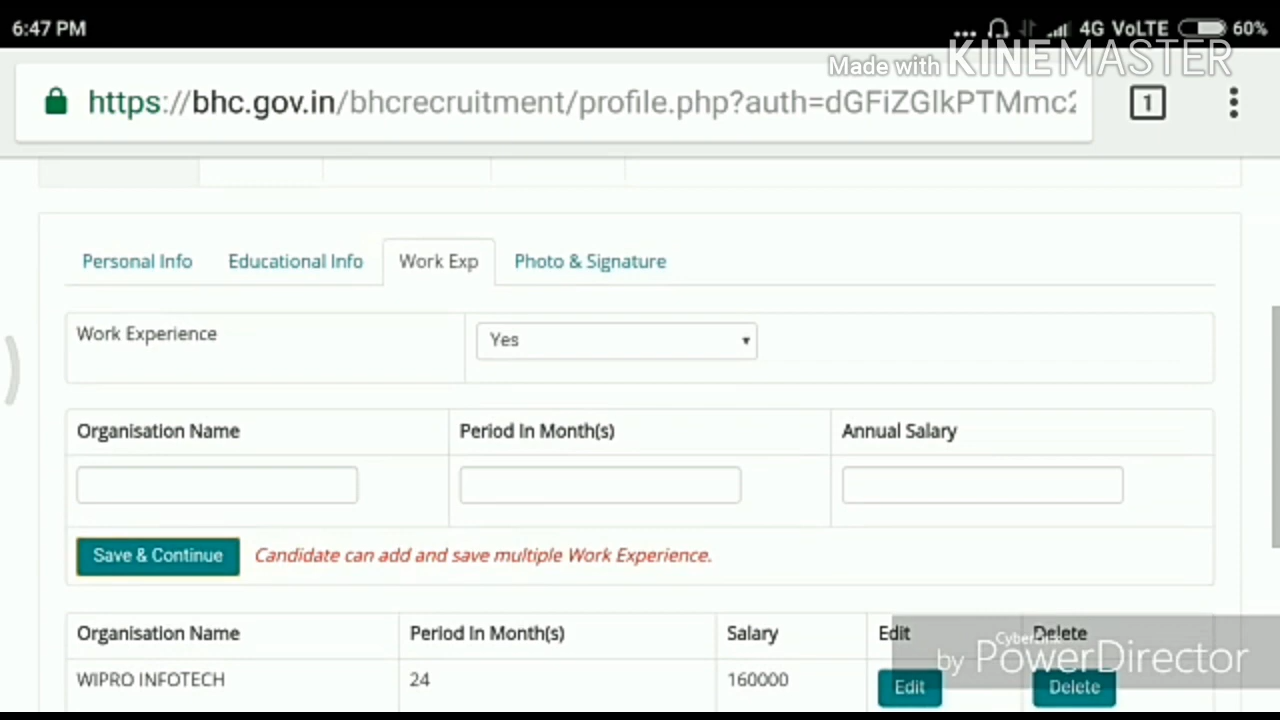 6:47 PM
4G VoLTE 60%
Made with KINEMASTER
https://bhc.gov.in/bhcrecruitment/profile.php?auth=dGFiZGlkPTMmc2
1
Personal Info Educational Info Work Exp Photo & Signature
Work Experience Yes
Organisation Name Period In Month(s) Annual Salary
Save & Continue Candidate can add and save multiple Work Experience.
Organisation Name Period In Month(s) Salary Edit Delete
by PowerDirector
WIPRO INFOTECH 24 160000 Edit Delete